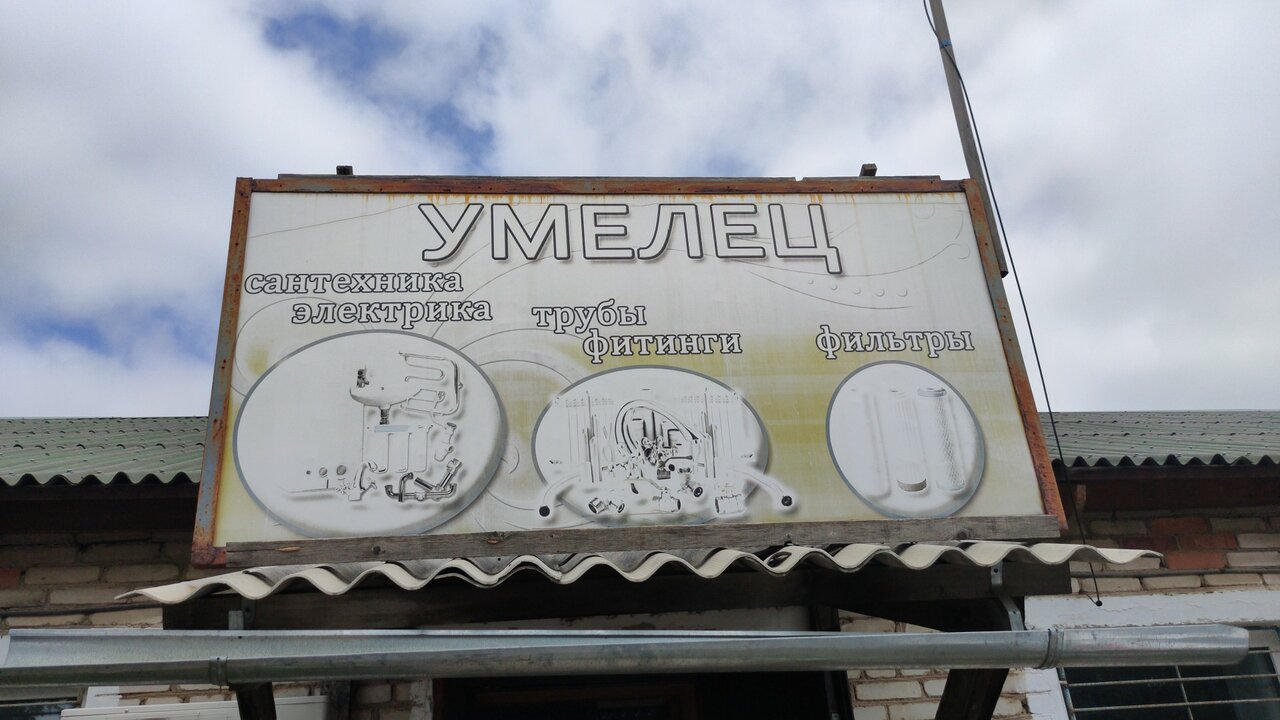 УМЕЛЕЦ
сантехника
электрика
трубы
фитинги
фильтры